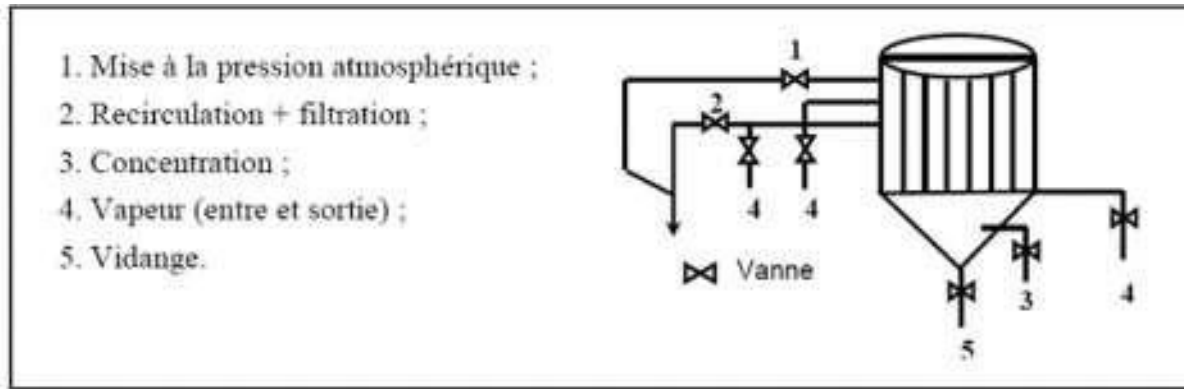 1. Mise à la pression atmosphérique ;
2. Recirculation + filtration ;
3. Concentration ;
4. Vapeur (entre et sortie) ;
5. Vidange.
1
2
4
4
Vanne
3
4
5